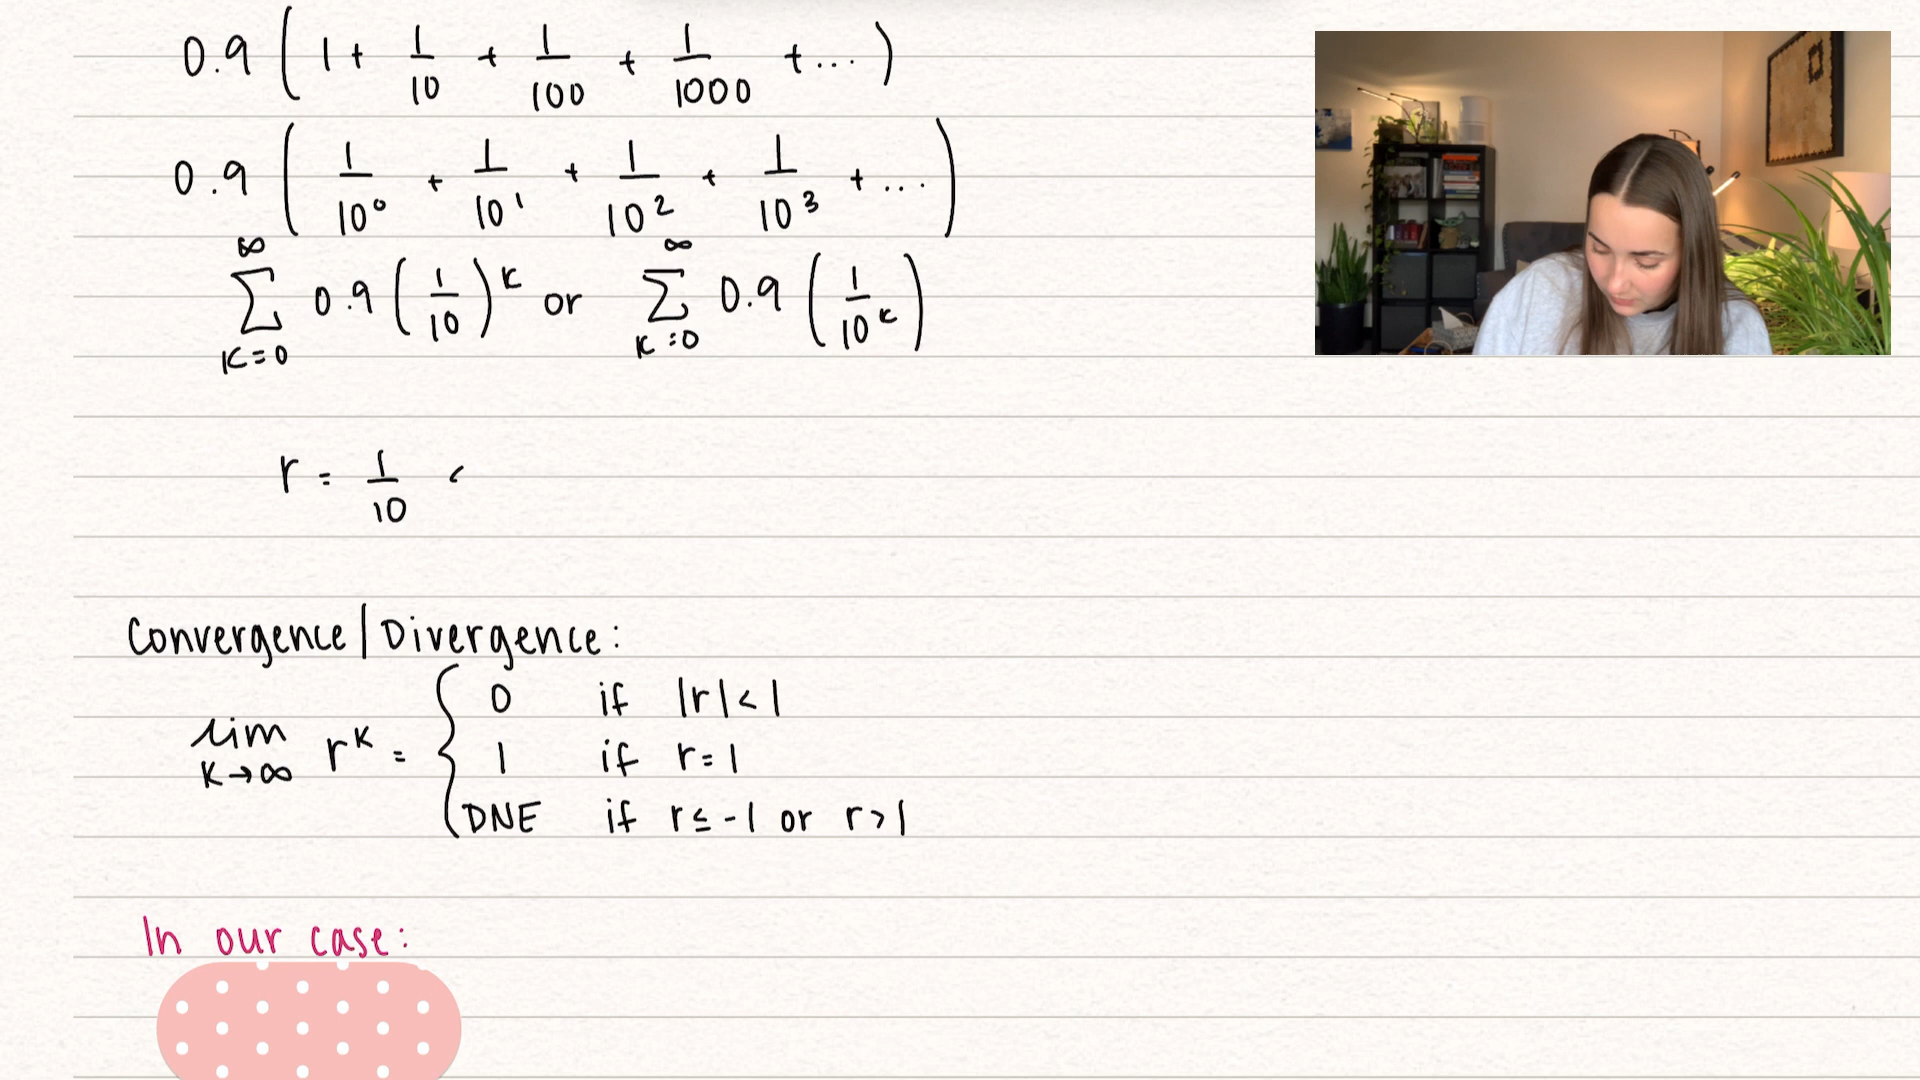 0.9 ( 1 + 1/10 + 1/100 + 1/1000 + ... )
0.9 ( 1/10⁰ + 1/10¹ + 1/10² + 1/10³ + ... )
∞ ∑ K=0 0.9 (1/10)^K or ∞ ∑ K=0 0.9 (1/10^K)
r = 1/10 <
Convergence/Divergence:
lim K→∞ r^K = { 0 if |r| < 1
1 if r = 1
DNE if r ≤ -1 or r > 1
In our case: